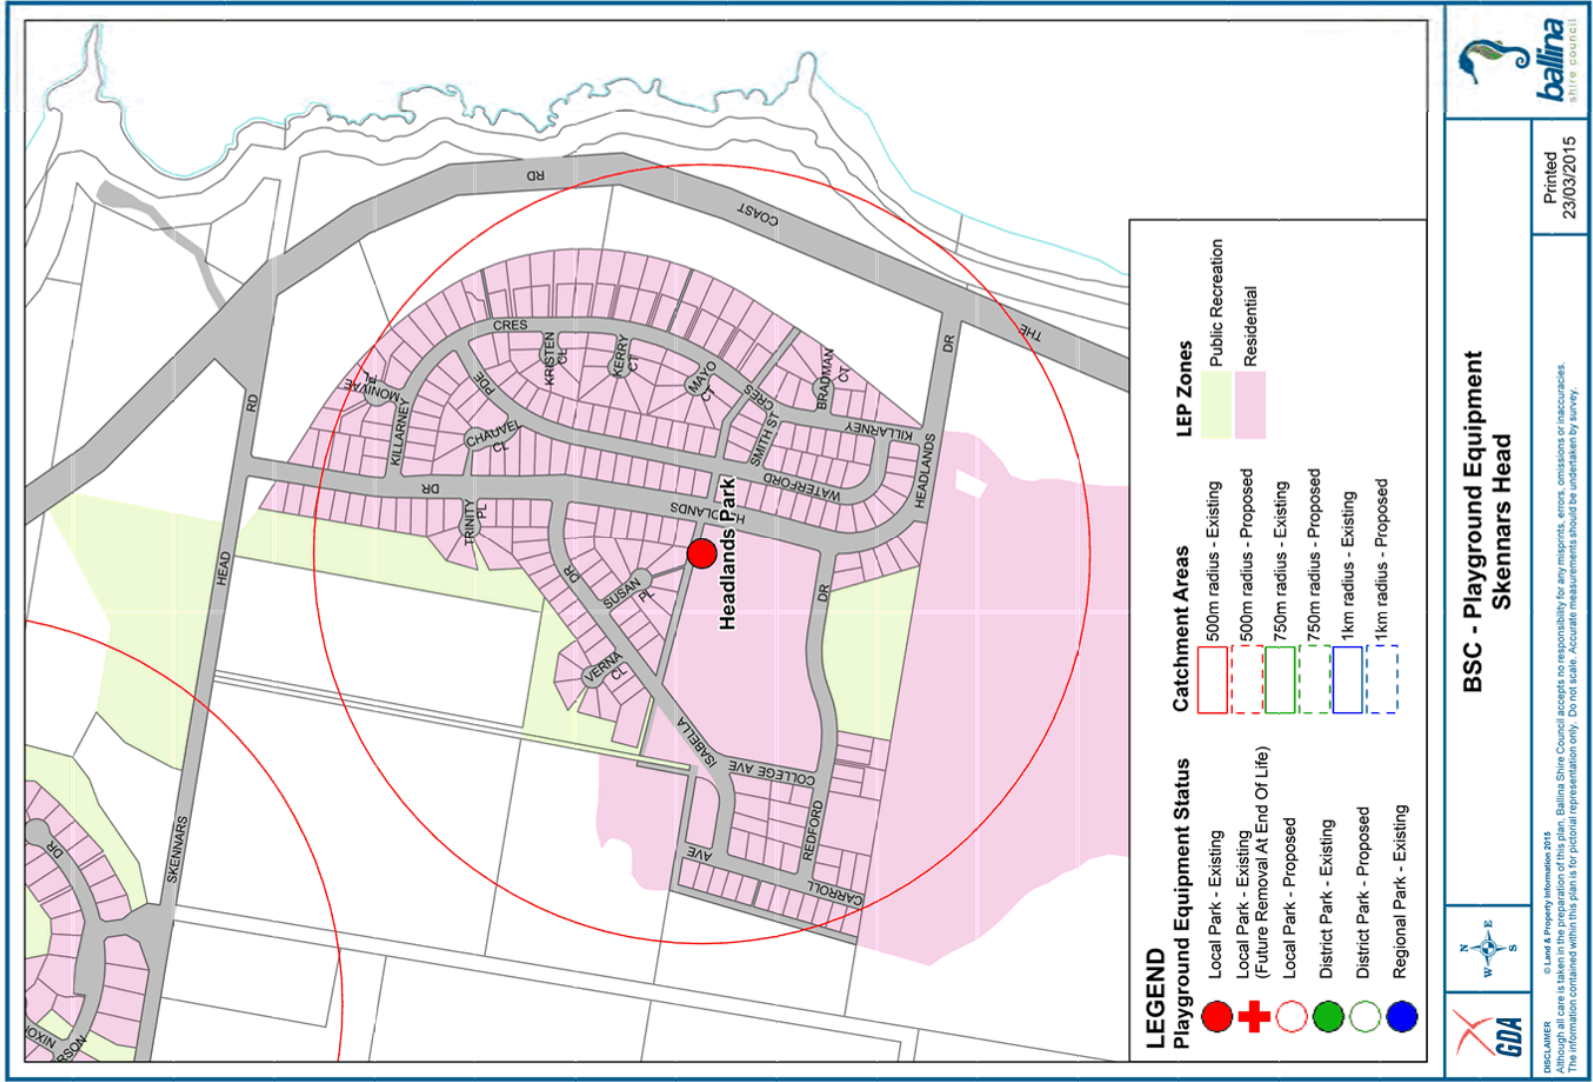 RD
COAST
THE
CRES
KRISTEN
CL
KERRY
CT
MAYO
CT
BRADMAN
CT
CRES
MONIVAE
PL
PDE
KILLARNEY
CHAUVEL
CL
SMITH ST
KILLARNEY
WATERFORD
HEADLANDS
DR
RD
HEAD
SKENNARS
DR
TRINITY
PL
HEADLANDS
Headlands Park
DR
SUSAN
PL
VERNA
CL
ISABELLA
DR
COLLEGE AVE
REDFORD
AVE
CARROLL
DR
LEGEND
Playground Equipment Status
Local Park - Existing
Local Park - Existing
(Future Removal At End Of Life)
Local Park - Proposed
District Park - Existing
District Park - Proposed
Regional Park - Existing
Catchment Areas
500m radius - Existing
500m radius - Proposed
750m radius - Existing
750m radius - Proposed
1km radius - Existing
1km radius - Proposed
LEP Zones
Public Recreation
Residential
GDA
N
W
E
S
BSC - Playground Equipment
Skennars Head
Printed
23/03/2015
ballina
shire council
DISCLAIMER
© Land & Property Information 2015
Although all care is taken in the preparation of this plan, Ballina Shire Council accepts no responsibility for any misprints, errors, omissions or inaccuracies.
The information contained within this plan is for pictorial representation only. Do not scale. Accurate measurements should be undertaken by survey.